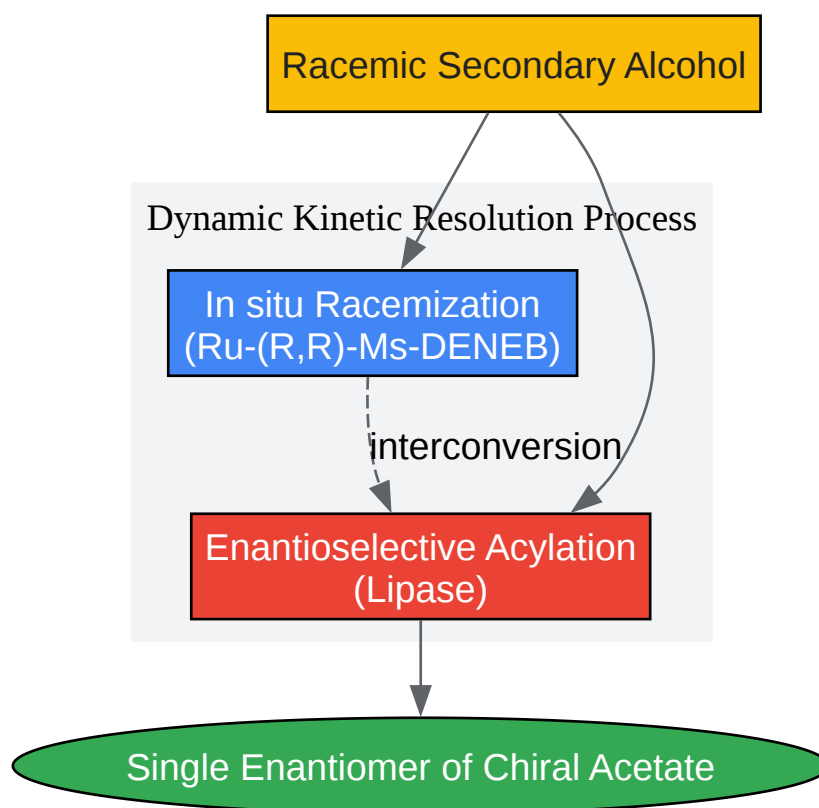 Racemic Secondary Alcohol
Dynamic Kinetic Resolution Process
In situ Racemization
(Ru-(R,R)-Ms-DENEB)
interconversion
Enantioselective Acylation
(Lipase)
Single Enantiomer of Chiral Acetate